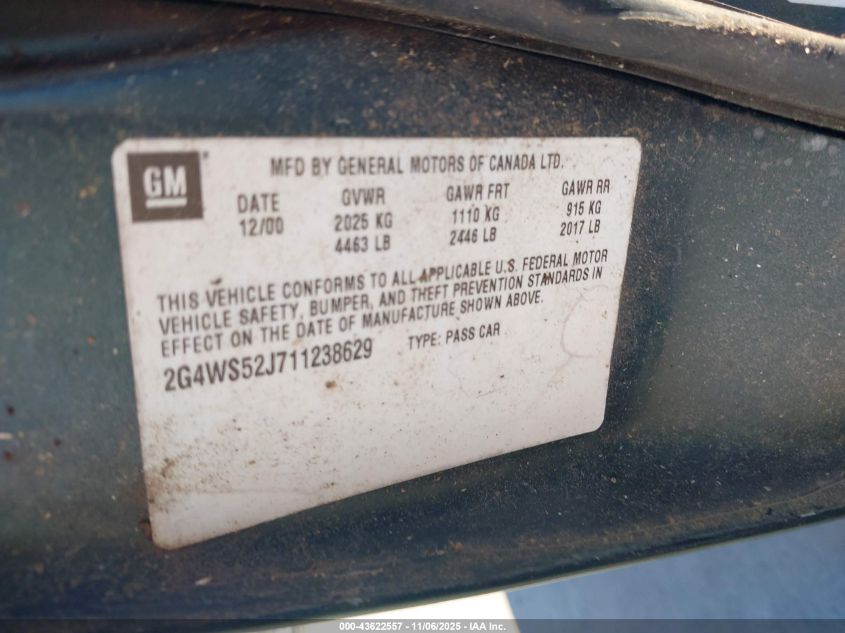 GM
MFD BY GENERAL MOTORS OF CANADA LTD.
DATE GVWR GAWR FRT GAWR RR
12/00 2025 KG 1110 KG 915 KG
4463 LB 2446 LB 2017 LB
THIS VEHICLE CONFORMS TO ALL APPLICABLE U.S. FEDERAL MOTOR
VEHICLE SAFETY, BUMPER, AND THEFT PREVENTION STANDARDS IN
EFFECT ON THE DATE OF MANUFACTURE SHOWN ABOVE.
2G4WS52J711238629 TYPE: PASS CAR
000-43622557 - 11/06/2025 - IAA Inc.